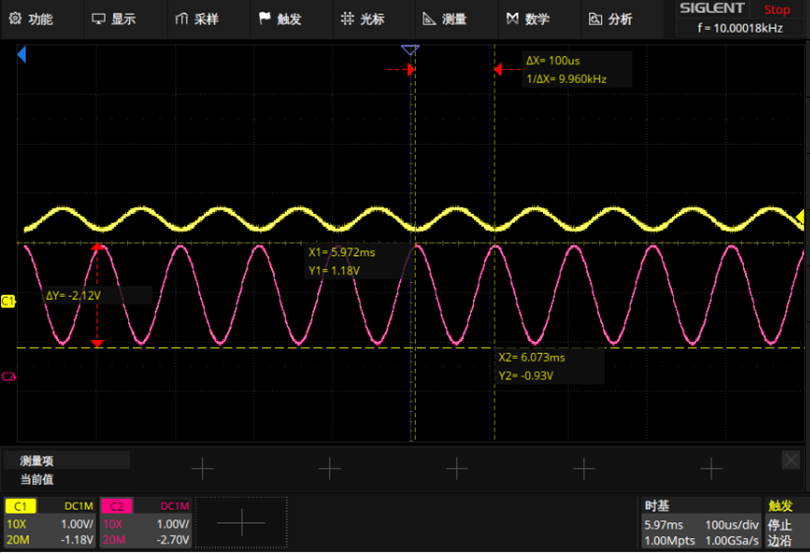 功能 显示 采样 触发 光标 测量 数学 分析 SIGLENT Stop
f = 10.00018kHz
ΔX= 100us
1/ΔX= 9.960kHz
X1= 5.972ms
Y1= 1.18V
ΔY= -2.12V
C1
X2= 6.073ms
Y2= -0.93V
C2
测量项
当前值
C1 DC1M C2 DC1M 时基 触发
10X 1.00V/ 10X 1.00V/ 5.97ms 100us/div 停止
20M -1.18V 20M -2.70V 1.00Mpts 1.00GSa/s 边沿